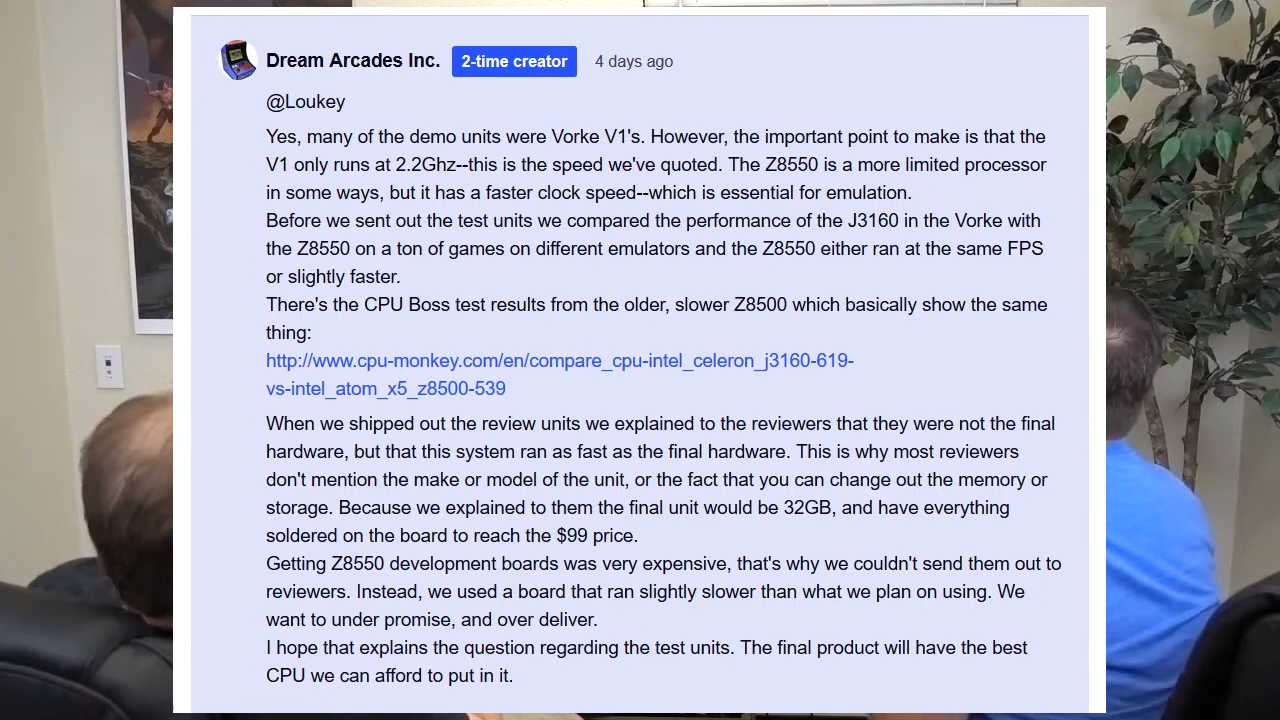 Dream Arcades Inc. 2-time creator 4 days ago
@Loukey
Yes, many of the demo units were Vorke V1's. However, the important point to make is that the
V1 only runs at 2.2Ghz--this is the speed we've quoted. The Z8550 is a more limited processor
in some ways, but it has a faster clock speed--which is essential for emulation.
Before we sent out the test units we compared the performance of the J3160 in the Vorke with
the Z8550 on a ton of games on different emulators and the Z8550 either ran at the same FPS
or slightly faster.
There's the CPU Boss test results from the older, slower Z8500 which basically show the same
thing:
http://www.cpu-monkey.com/en/compare_cpu-intel_celeron_j3160-619-
vs-intel_atom_x5_z8500-539
When we shipped out the review units we explained to the reviewers that they were not the final
hardware, but that this system ran as fast as the final hardware. This is why most reviewers
don't mention the make or model of the unit, or the fact that you can change out the memory or
storage. Because we explained to them the final unit would be 32GB, and have everything
soldered on the board to reach the $99 price.
Getting Z8550 development boards was very expensive, that's why we couldn't send them out to
reviewers. Instead, we used a board that ran slightly slower than what we plan on using. We
want to under promise, and over deliver.
I hope that explains the question regarding the test units. The final product will have the best
CPU we can afford to put in it.